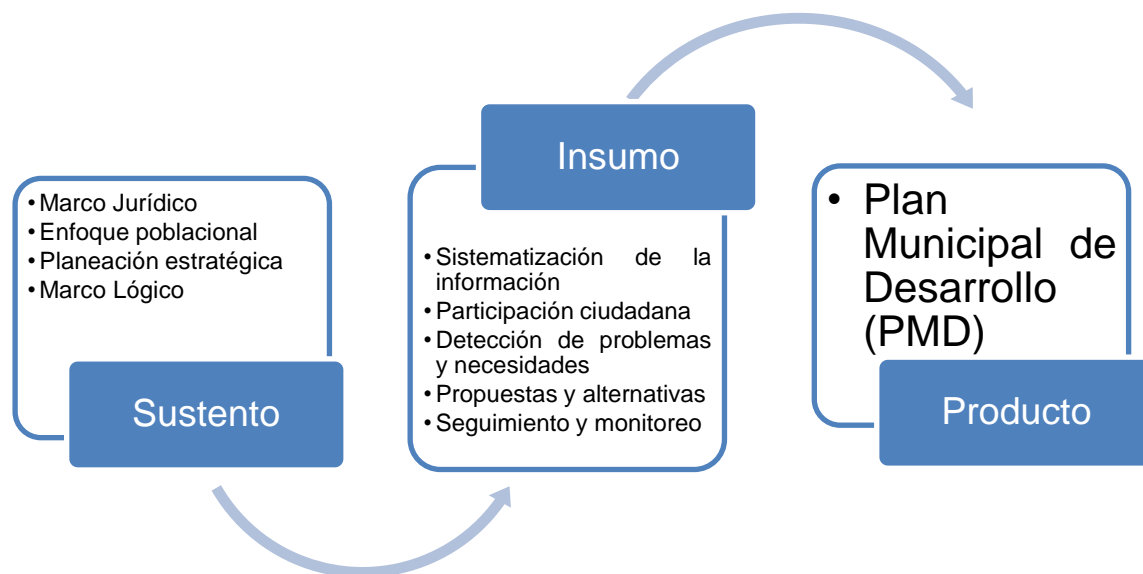 • Marco Jurídico
• Enfoque poblacional
• Planeación estratégica
• Marco Lógico
Sustento
Insumo
• Sistematización de la
información
• Participación ciudadana
• Detección de problemas
y necesidades
• Propuestas y alternativas
• Seguimiento y monitoreo
• Plan
Municipal de
Desarrollo
(PMD)
Producto